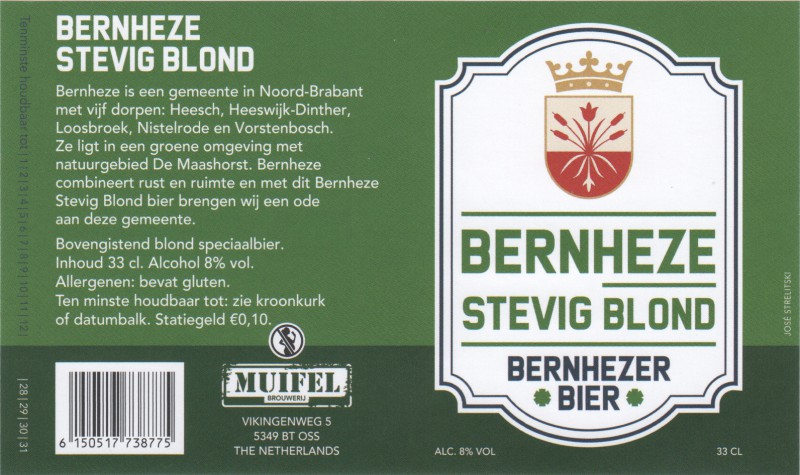 Tenminste houdbaar tot | 1 | 2 | 3 | 4 | 5 | 6 | 7 | 8 | 9 | 10 | 11 | 12 |
| 28 | 29 | 30 | 31
BERNHEZE
STEVIG BLOND
Bernheze is een gemeente in Noord-Brabant
met vijf dorpen: Heesch, Heeswijk-Dinther,
Loosbroek, Nistelrode en Vorstenbosch.
Ze ligt in een groene omgeving met
natuurgebied De Maashorst. Bernheze
combineert rust en ruimte en met dit Bernheze
Stevig Blond bier brengen wij een ode
aan deze gemeente.
Bovengistend blond speciaalbier.
Inhoud 33 cl. Alcohol 8% vol.
Allergenen: bevat gluten.
Ten minste houdbaar tot: zie kroonkurk
of datumbalk. Statiegeld €0,10.
6 150517 738775
MUIFEL
BROUWERIJ
VIKINGENWEG 5
5349 BT OSS
THE NETHERLANDS
BERNHEZE
STEVIG BLOND
BERNHEZER
BIER
ALC. 8% VOL
33 CL
JOSÉ STRELITSKI